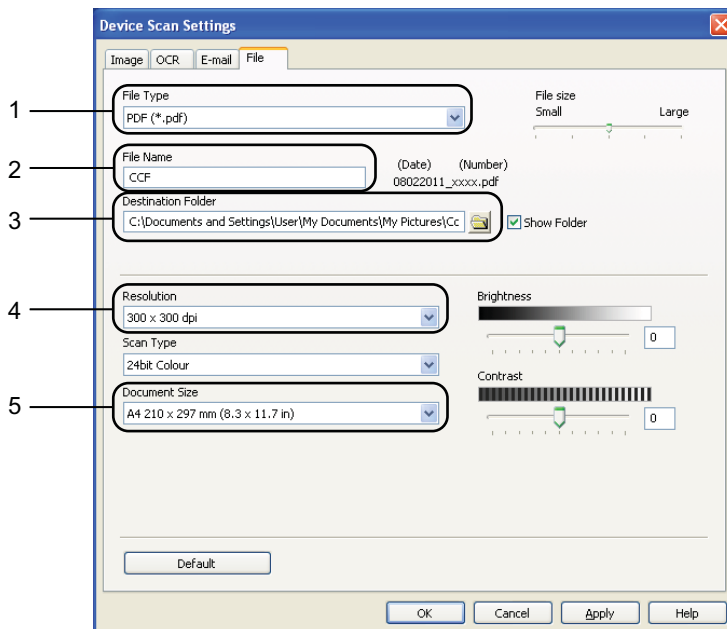 Device Scan Settings
Image OCR E-mail File
1
File Type
PDF (*.pdf)
File size
Small Large
2
File Name
CCF
(Date) (Number)
08022011_xxxx.pdf
3
Destination Folder
C:\Documents and Settings\User\My Documents\My Pictures\Cc
Show Folder
4
Resolution
300 x 300 dpi
Brightness
0
Scan Type
24bit Colour
Contrast
0
5
Document Size
A4 210 x 297 mm (8.3 x 11.7 in)
Default
OK Cancel Apply Help